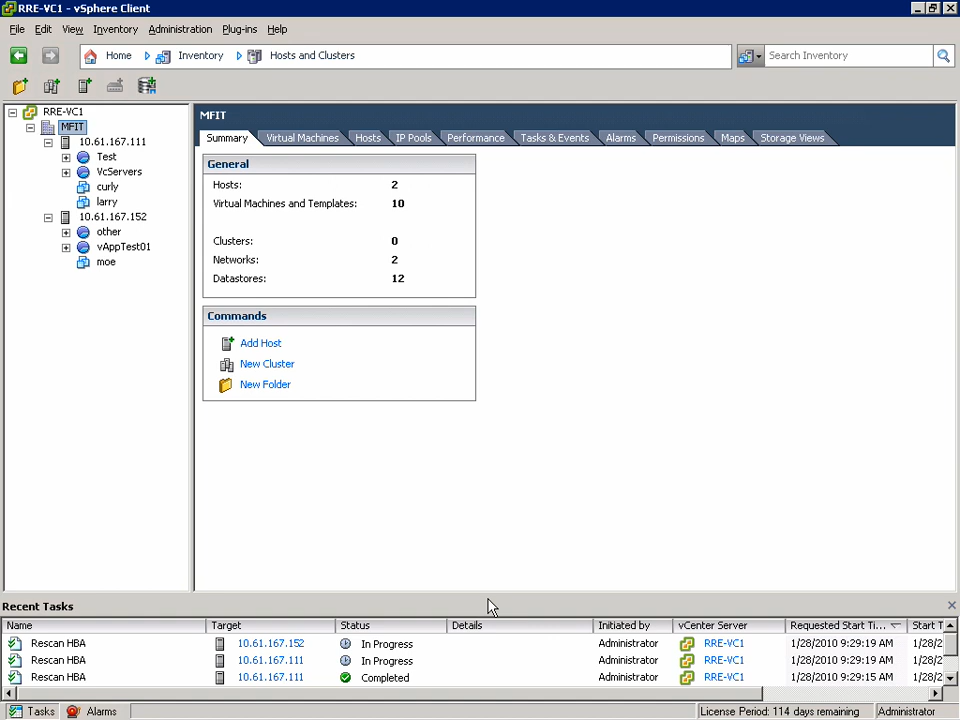 RRE-VC1 - vSphere Client
File Edit View Inventory Administration Plug-ins Help
Home Inventory Hosts and Clusters Search Inventory
RRE-VC1
MFIT
10.61.167.111
Test
VcServers
curly
larry
10.61.167.152
other
vAppTest01
moe
MFIT
Summary Virtual Machines Hosts IP Pools Performance Tasks & Events Alarms Permissions Maps Storage Views
General
Hosts: 2
Virtual Machines and Templates: 10
Clusters: 0
Networks: 2
Datastores: 12
Commands
Add Host
New Cluster
New Folder
Recent Tasks
Name Target Status Details Initiated by vCenter Server Requested Start Ti... Start T
Rescan HBA 10.61.167.152 In Progress Administrator RRE-VC1 1/28/2010 9:29:19 AM 1/28/2
Rescan HBA 10.61.167.111 In Progress Administrator RRE-VC1 1/28/2010 9:29:19 AM 1/28/2
Rescan HBA 10.61.167.111 Completed Administrator RRE-VC1 1/28/2010 9:29:15 AM 1/28/2
Tasks Alarms License Period: 114 days remaining Administrator